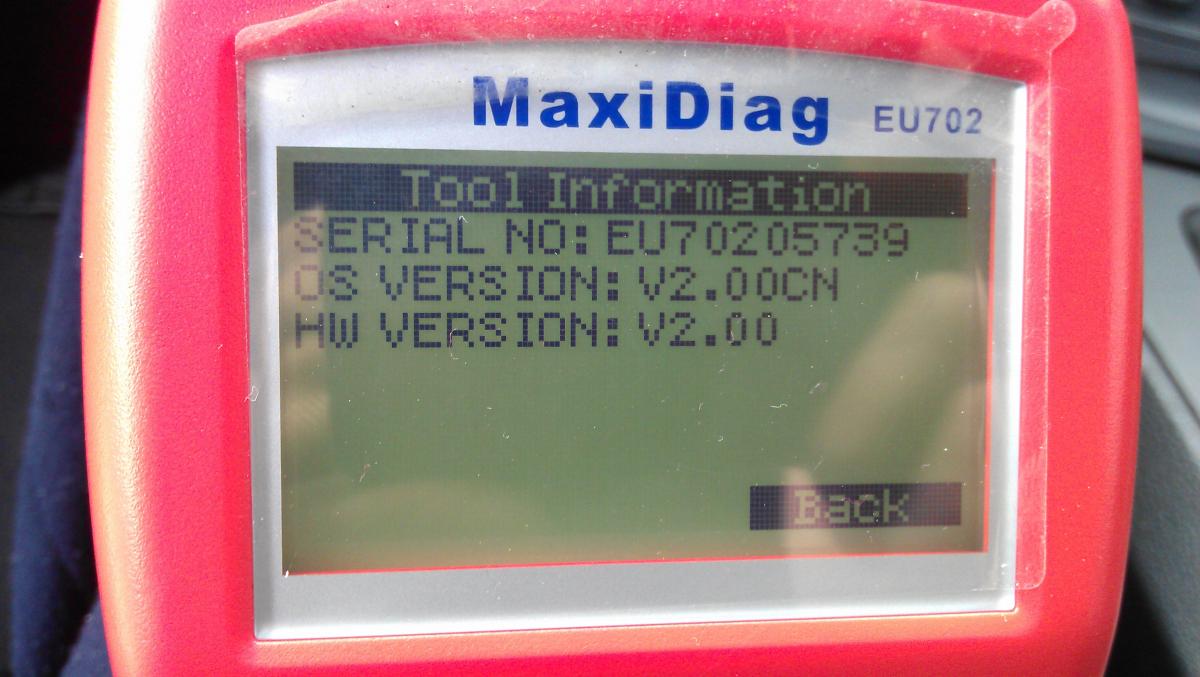 MaxiDiag EU702
Tool Information
SERIAL NO: EU70205739
OS VERSION: V2.00CN
HW VERSION: V2.00
Back